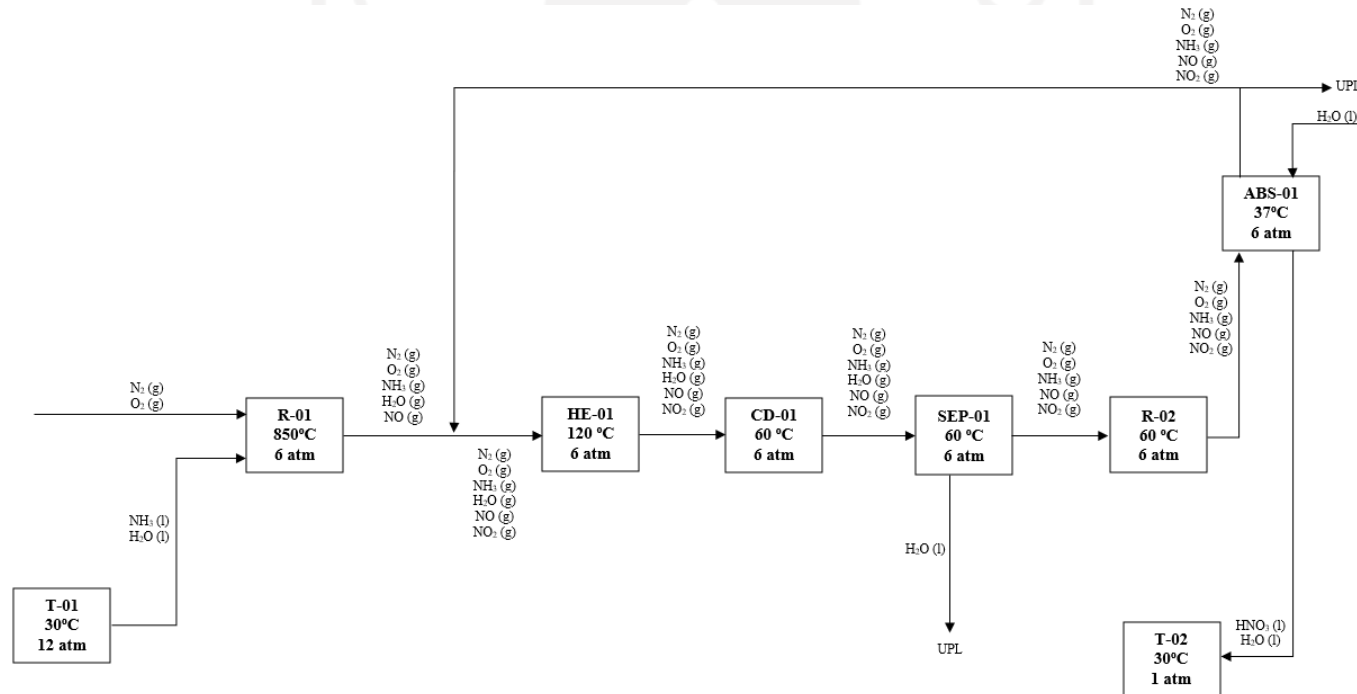 N₂ (g)
O₂ (g)
NH₃ (g)
NO (g)
NO₂ (g)
UPL
H₂O (l)
ABS-01
37ºC
6 atm
N₂ (g)
O₂ (g)
NH₃ (g)
NO (g)
NO₂ (g)
N₂ (g)
O₂ (g)
NH₃ (g)
H₂O (g)
NO (g)
NO₂ (g)
N₂ (g)
O₂ (g)
NH₃ (g)
H₂O (g)
NO (g)
NO₂ (g)
N₂ (g)
O₂ (g)
NH₃ (g)
NO (g)
NO₂ (g)
N₂ (g)
O₂ (g)
NH₃ (g)
H₂O (g)
NO (g)
N₂ (g)
O₂ (g)
R-01
850ºC
6 atm
HE-01
120 ºC
6 atm
CD-01
60 ºC
6 atm
SEP-01
60 ºC
6 atm
R-02
60 ºC
6 atm
N₂ (g)
O₂ (g)
NH₃ (g)
H₂O (g)
NO (g)
NO₂ (g)
NH₃ (l)
H₂O (l)
H₂O (l)
T-01
30ºC
12 atm
UPL
T-02
30ºC
1 atm
HNO₃ (l)
H₂O (l)